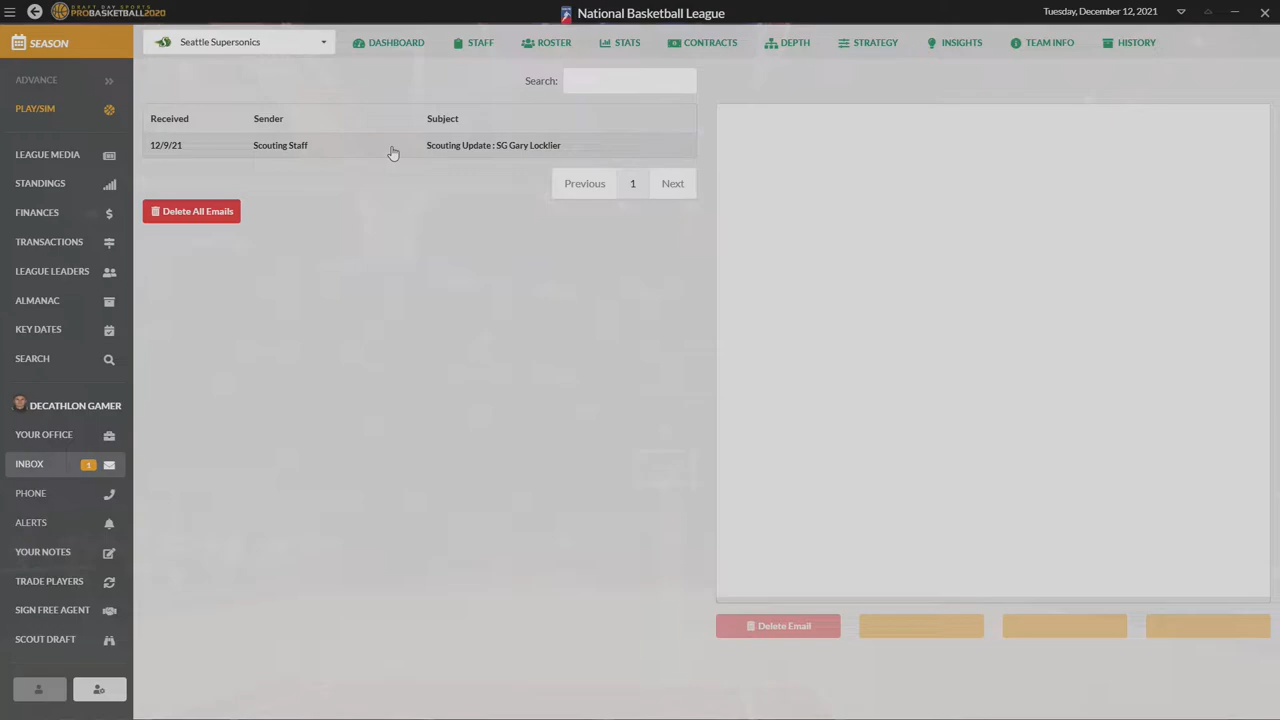 DRAFT DAY SPORTS
PROBASKETBALL2020
National Basketball League
Tuesday, December 12, 2021
SEASON
Seattle Supersonics
DASHBOARD
STAFF
ROSTER
STATS
CONTRACTS
DEPTH
STRATEGY
INSIGHTS
TEAM INFO
HISTORY
ADVANCE
PLAY/SIM
LEAGUE MEDIA
STANDINGS
FINANCES
TRANSACTIONS
LEAGUE LEADERS
ALMANAC
KEY DATES
SEARCH
DECATHLON GAMER
YOUR OFFICE
INBOX 1
PHONE
ALERTS
YOUR NOTES
TRADE PLAYERS
SIGN FREE AGENT
SCOUT DRAFT
Search:
Received Sender Subject
12/9/21 Scouting Staff Scouting Update : SG Gary Locklier
Previous 1 Next
Delete All Emails
Delete Email